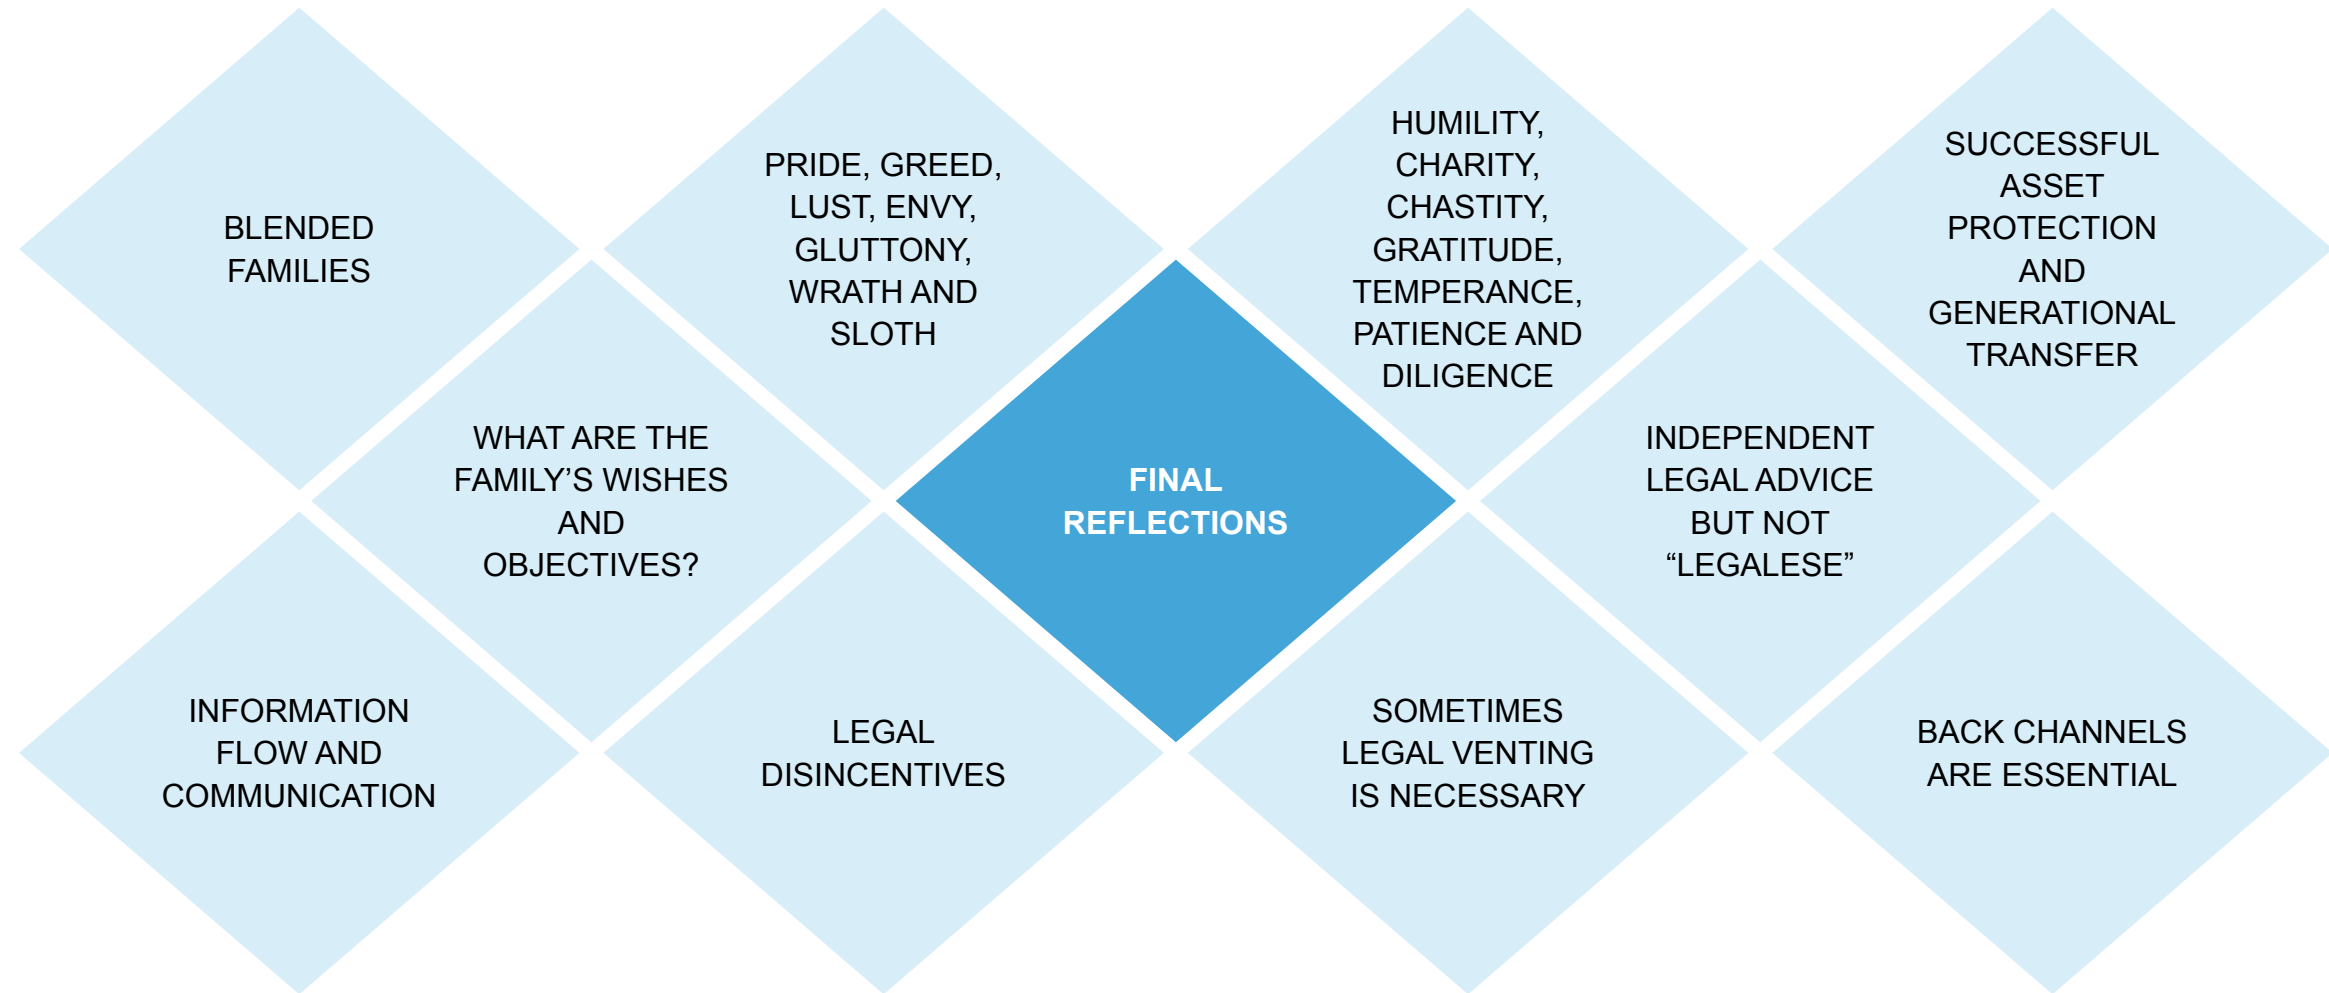 BLENDED
FAMILIES
PRIDE, GREED,
LUST, ENVY,
GLUTTONY,
WRATH AND
SLOTH
HUMILITY,
CHARITY,
CHASTITY,
GRATITUDE,
TEMPERANCE,
PATIENCE AND
DILIGENCE
SUCCESSFUL
ASSET
PROTECTION
AND
GENERATIONAL
TRANSFER
WHAT ARE THE
FAMILY’S WISHES
AND
OBJECTIVES?
FINAL
REFLECTIONS
INDEPENDENT
LEGAL ADVICE
BUT NOT
“LEGALESE”
INFORMATION
FLOW AND
COMMUNICATION
LEGAL
DISINCENTIVES
SOMETIMES
LEGAL VENTING
IS NECESSARY
BACK CHANNELS
ARE ESSENTIAL